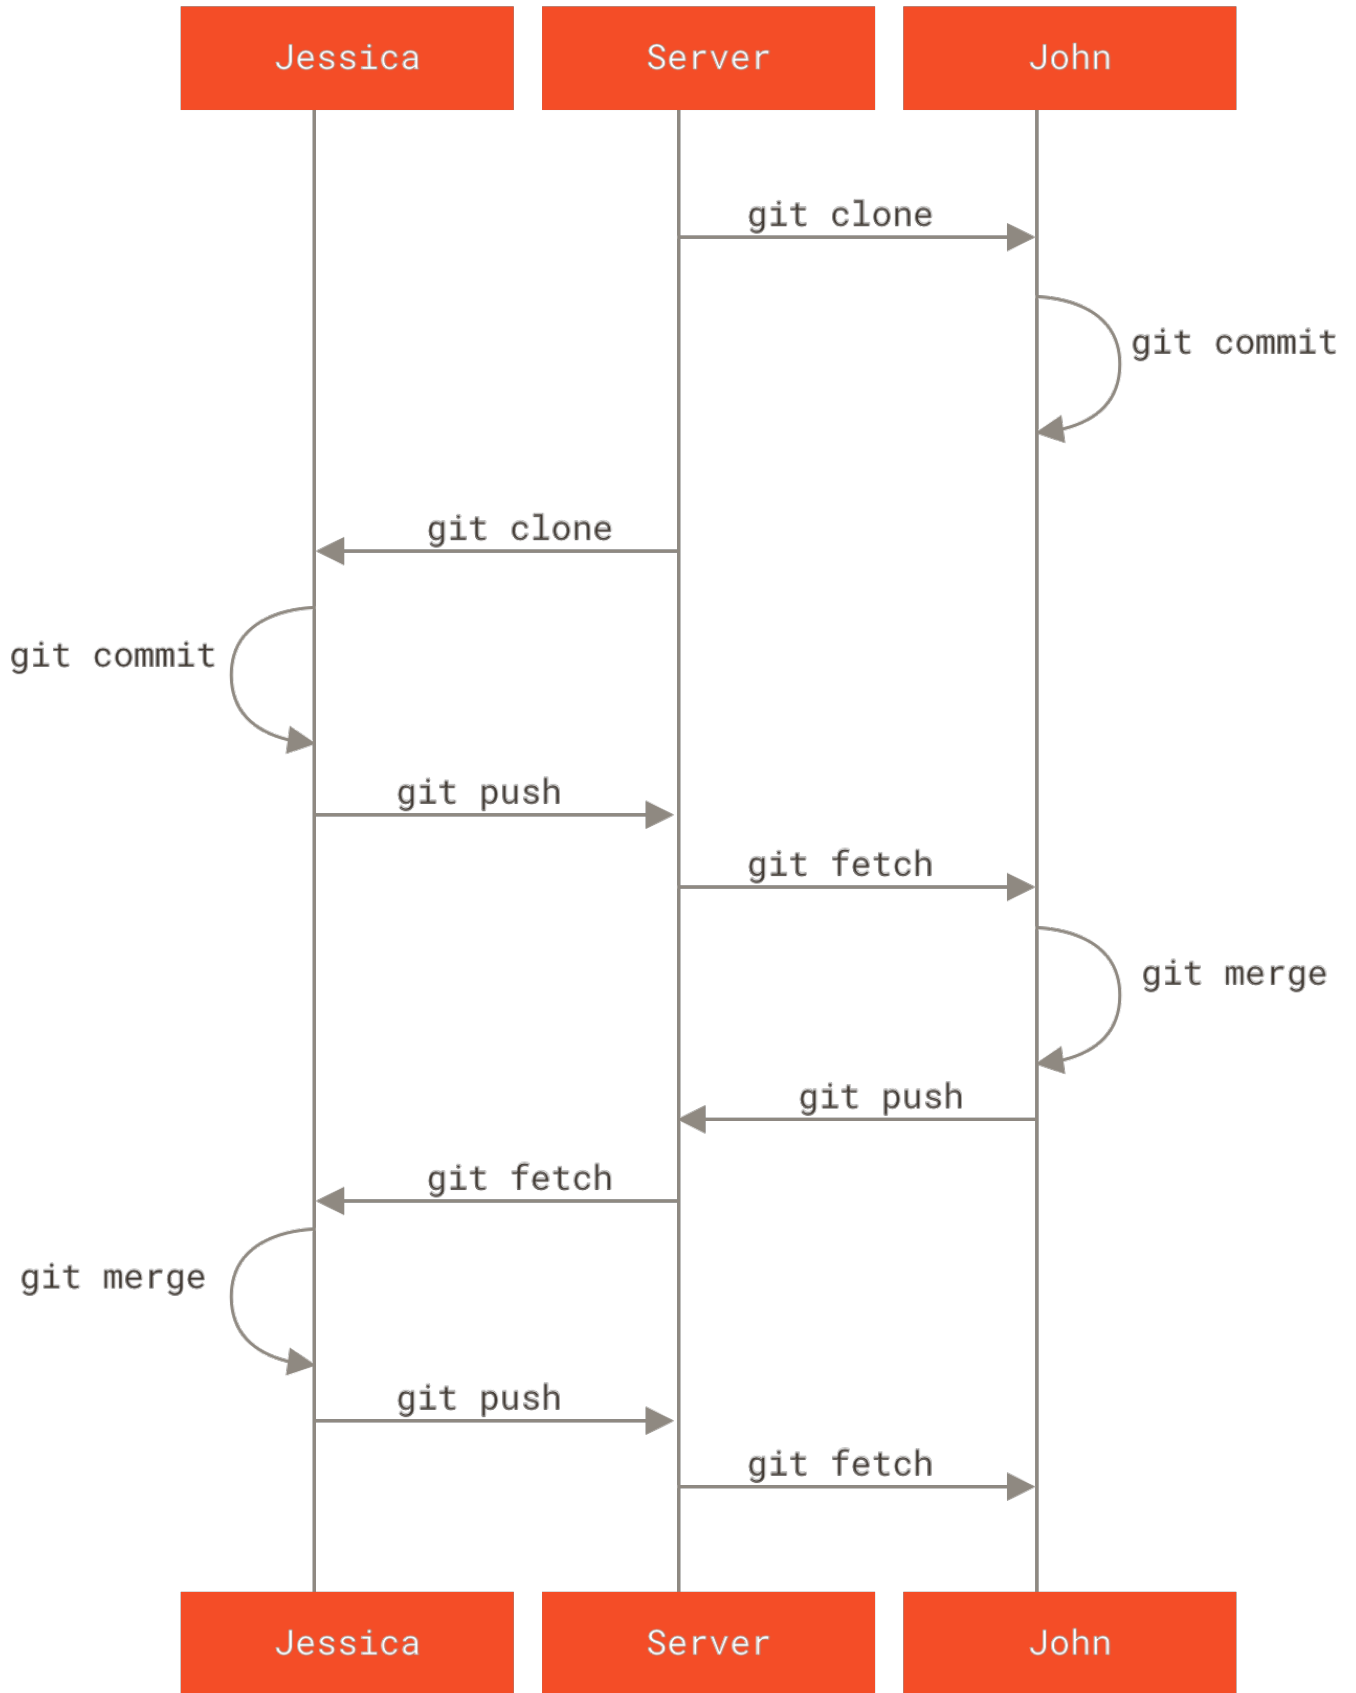 Jessica
Server
John
git clone
git commit
git clone
git commit
git push
git fetch
git merge
git push
git fetch
git merge
git push
git fetch
Jessica
Server
John